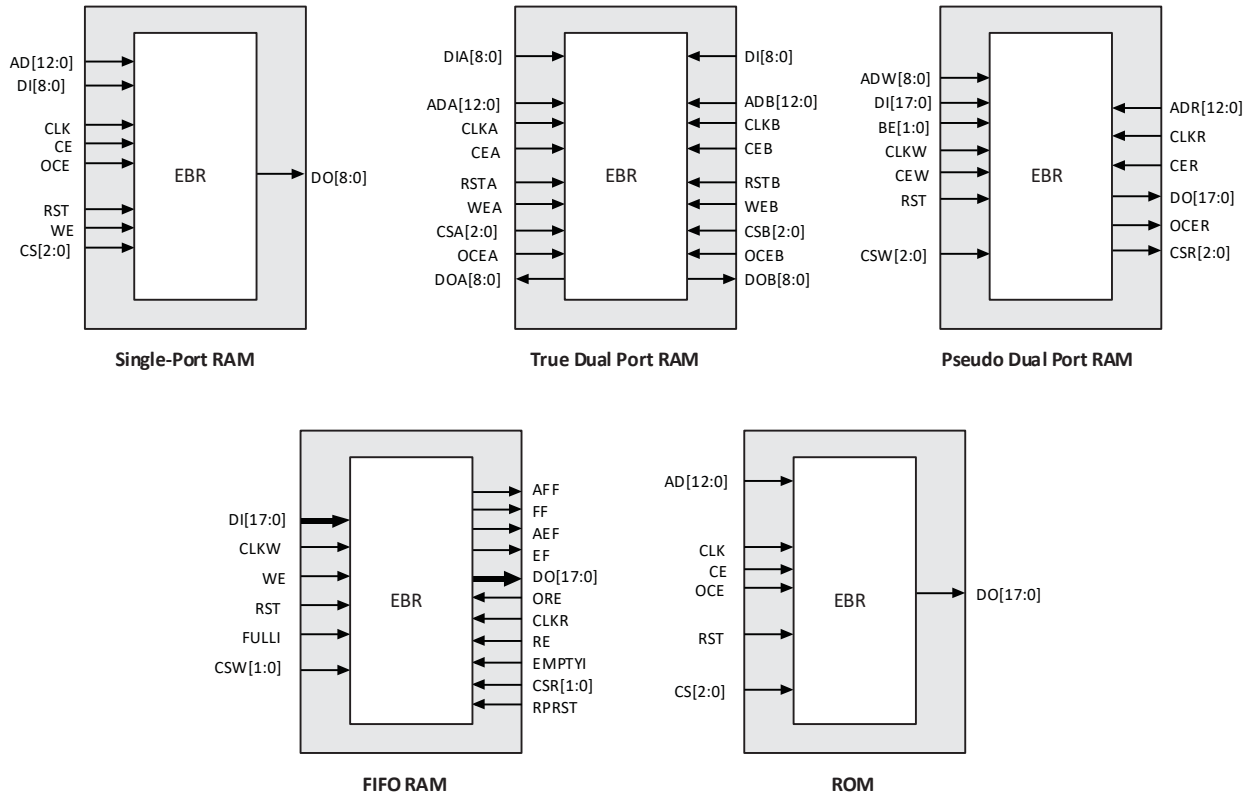 AD[12:0]
DI[8:0]
CLK
CE
OCE
RST
WE
CS[2:0]
EBR
DO[8:0]
Single-Port RAM
DIA[8:0]
ADA[12:0]
CLKA
CEA
RSTA
WEA
CSA[2:0]
OCEA
DOA[8:0]
EBR
DI[8:0]
ADB[12:0]
CLKB
CEB
RSTB
WEB
CSB[2:0]
OCEB
DOB[8:0]
True Dual Port RAM
ADW[8:0]
DI[17:0]
BE[1:0]
CLKW
CEW
RST
CSW[2:0]
EBR
ADR[12:0]
CLKR
CER
DO[17:0]
OCER
CSR[2:0]
Pseudo Dual Port RAM
DI[17:0]
CLKW
WE
RST
FULLI
CSW[1:0]
EBR
AFF
FF
AEF
EF
DO[17:0]
ORE
CLKR
RE
EMPTYI
CSR[1:0]
RPRST
FIFO RAM
AD[12:0]
CLK
CE
OCE
RST
CS[2:0]
EBR
DO[17:0]
ROM